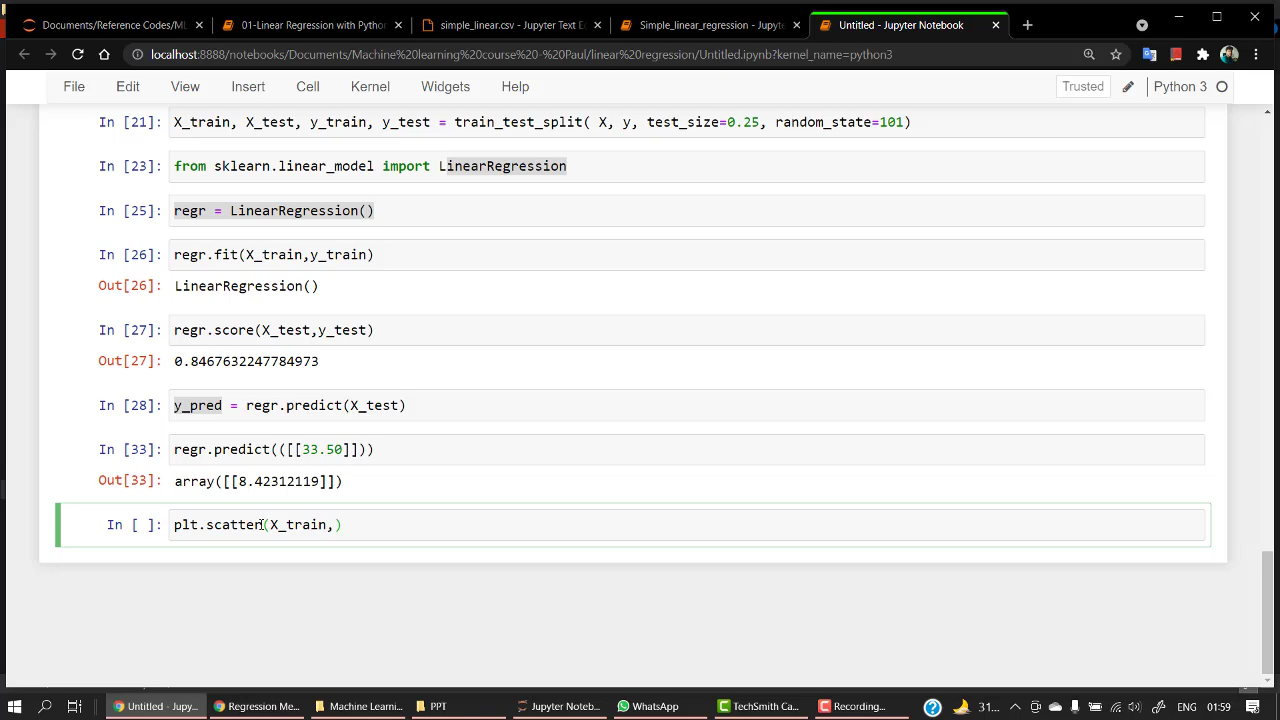 Documents/Reference Codes/ML
01-Linear Regression with Python
simple_linear.csv - Jupyter Text E
Simple_linear_regression - Jupyte
Untitled - Jupyter Notebook
localhost:8888/notebooks/Documents/Machine%20learning%20course%20-%20Paul/linear%20regression/Untitled.ipynb?kernel_name=python3
File Edit View Insert Cell Kernel Widgets Help Trusted Python 3
In [21]: X_train, X_test, y_train, y_test = train_test_split( X, y, test_size=0.25, random_state=101)
In [23]: from sklearn.linear_model import LinearRegression
In [25]: regr = LinearRegression()
In [26]: regr.fit(X_train,y_train)
Out[26]: LinearRegression()
In [27]: regr.score(X_test,y_test)
Out[27]: 0.8467632247784973
In [28]: y_pred = regr.predict(X_test)
In [33]: regr.predict(([[33.50]]))
Out[33]: array([[8.42312119]])
In [ ]: plt.scatter(X_train,)
Untitled - Jupy... Regression Me... Machine Learni... PPT Jupyter Noteb... WhatsApp TechSmith Ca... Recording... 31... ENG 01:59